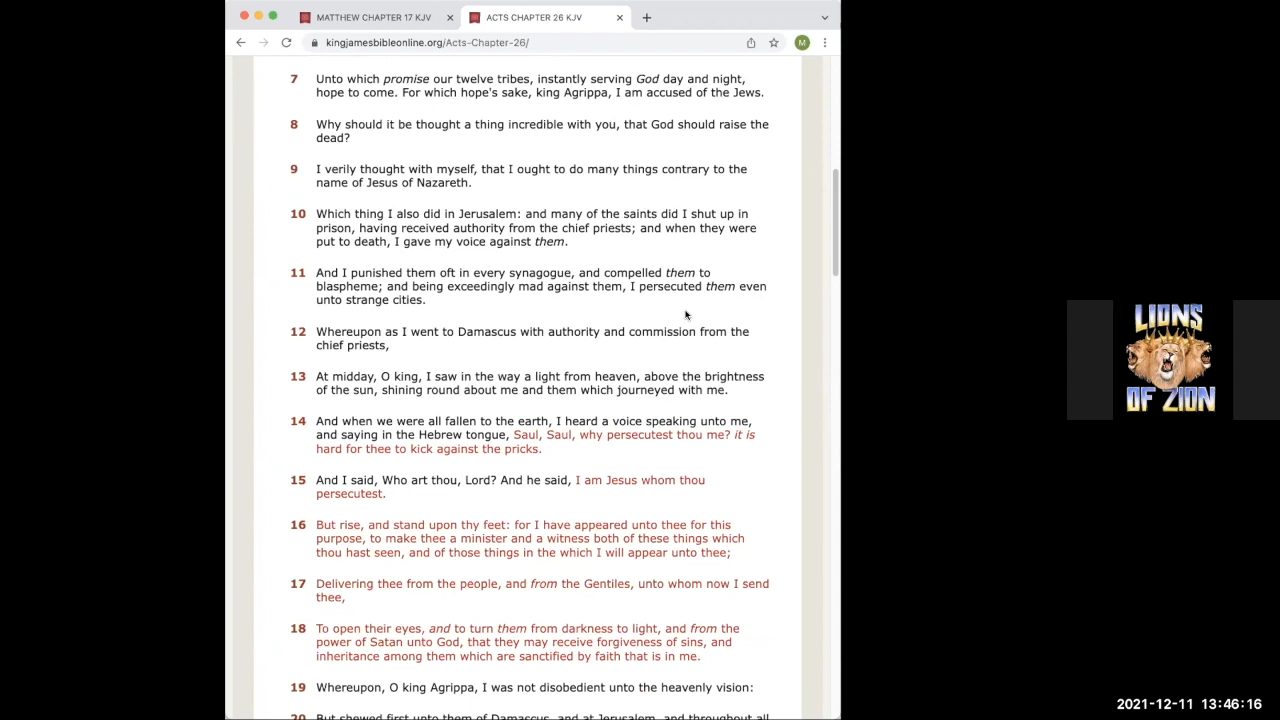 MATTHEW CHAPTER 17 KJV
ACTS CHAPTER 26 KJV
kingjamesbibleonline.org/Acts-Chapter-26/
M
7 Unto which promise our twelve tribes, instantly serving God day and night,
hope to come. For which hope's sake, king Agrippa, I am accused of the Jews.
8 Why should it be thought a thing incredible with you, that God should raise the
dead?
9 I verily thought with myself, that I ought to do many things contrary to the
name of Jesus of Nazareth.
10 Which thing I also did in Jerusalem: and many of the saints did I shut up in
prison, having received authority from the chief priests; and when they were
put to death, I gave my voice against them.
11 And I punished them oft in every synagogue, and compelled them to
blaspheme; and being exceedingly mad against them, I persecuted them even
unto strange cities.
12 Whereupon as I went to Damascus with authority and commission from the
chief priests,
13 At midday, O king, I saw in the way a light from heaven, above the brightness
of the sun, shining round about me and them which journeyed with me.
14 And when we were all fallen to the earth, I heard a voice speaking unto me,
and saying in the Hebrew tongue, Saul, Saul, why persecutest thou me? it is
hard for thee to kick against the pricks.
15 And I said, Who art thou, Lord? And he said, I am Jesus whom thou
persecutest.
16 But rise, and stand upon thy feet: for I have appeared unto thee for this
purpose, to make thee a minister and a witness both of these things which
thou hast seen, and of those things in the which I will appear unto thee;
17 Delivering thee from the people, and from the Gentiles, unto whom now I send
thee,
18 To open their eyes, and to turn them from darkness to light, and from the
power of Satan unto God, that they may receive forgiveness of sins, and
inheritance among them which are sanctified by faith that is in me.
19 Whereupon, O king Agrippa, I was not disobedient unto the heavenly vision:
20 But shewed first unto them of Damascus, and at Jerusalem, and throughout all
LIONS
OF ZION
2021-12-11 13:46:16